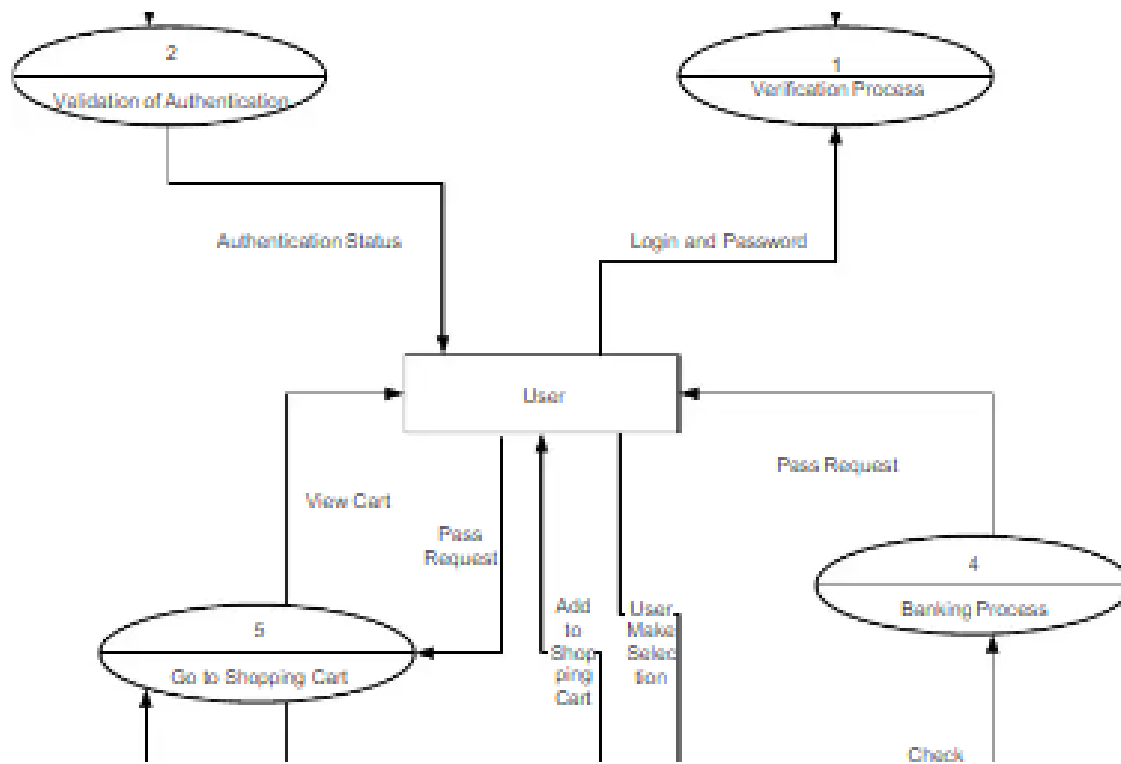 2
Validation of Authentication
1
Verification Process
Authentication Status
Login and Password
User
View Cart
Pass
Request
Pass Request
4
Banking Process
Add
to
Shop
ping
Cart
User
Make
Selec
tion
5
Go to Shopping Cart
Check